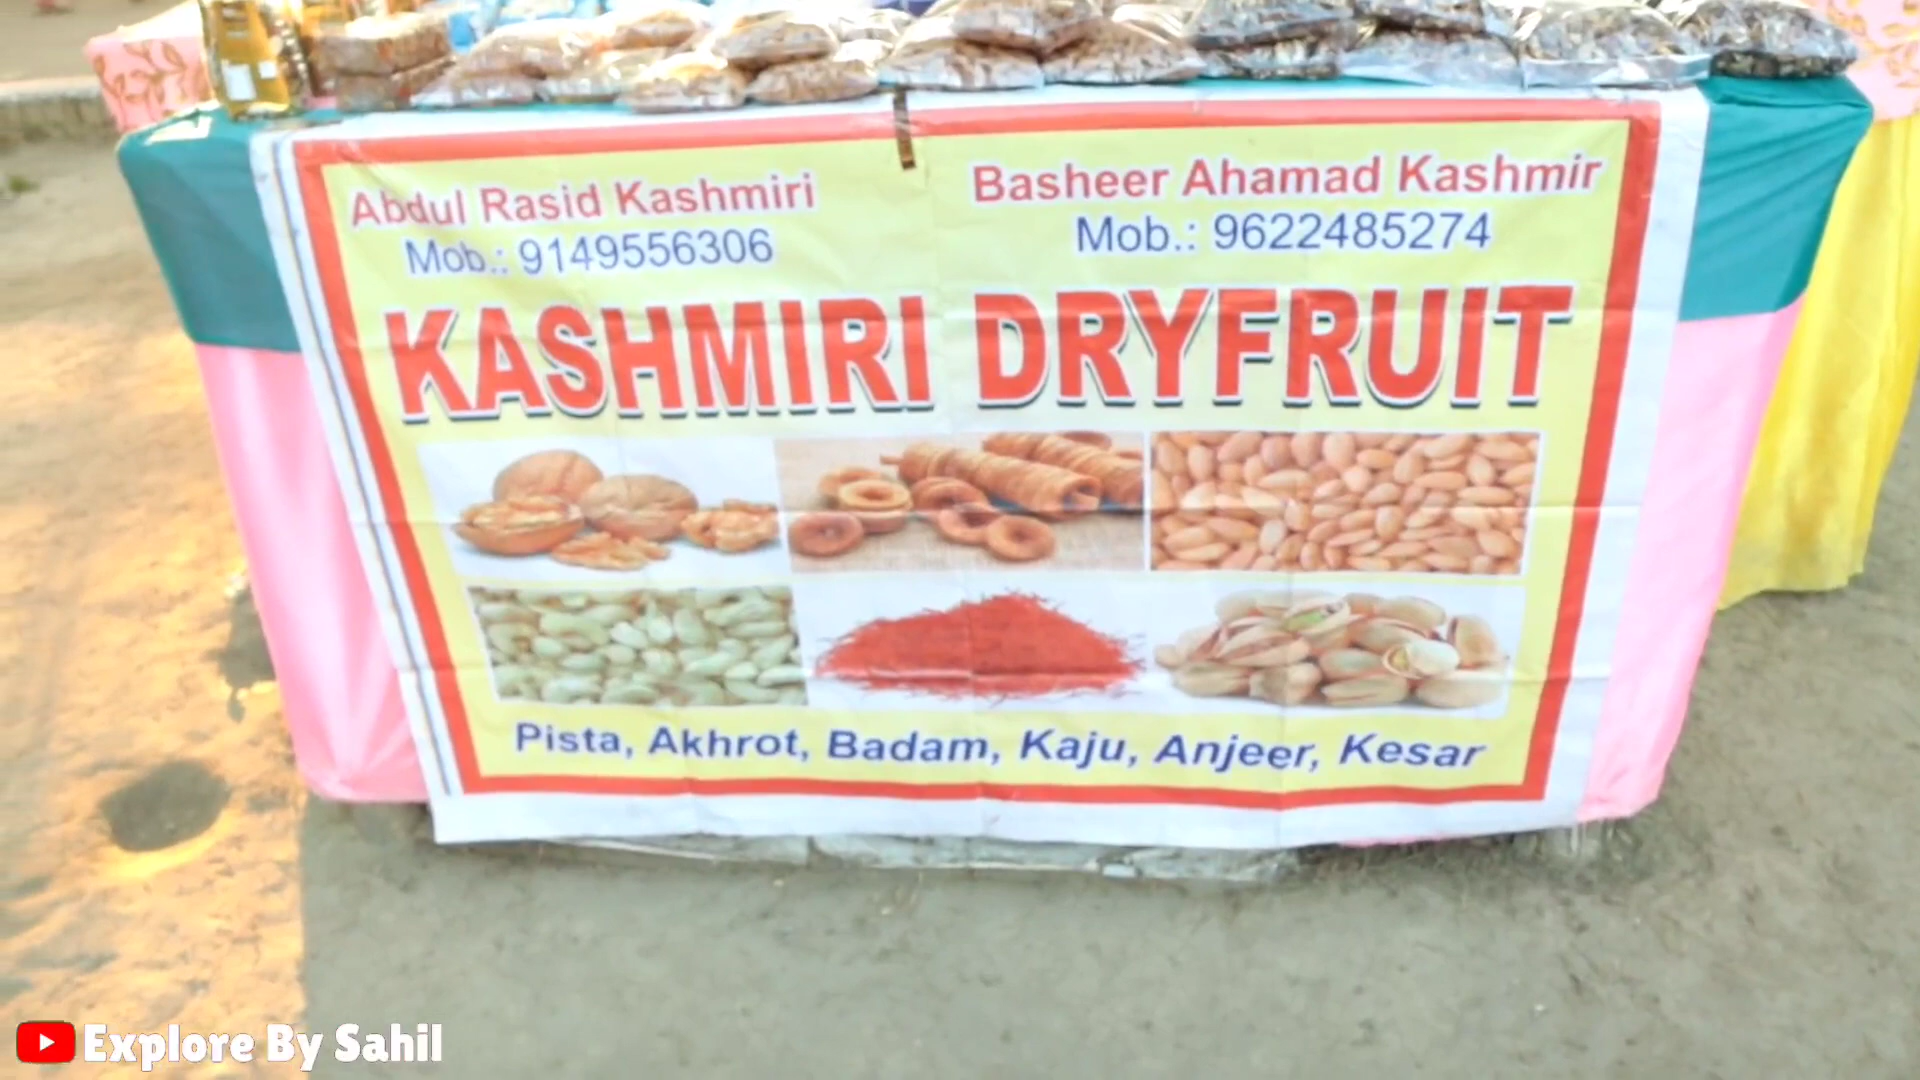 Abdul Rasid Kashmiri
Mob.: 9149556306
Basheer Ahamad Kashmir
Mob.: 9622485274
KASHMIRI DRYFRUIT
Pista, Akhrot, Badam, Kaju, Anjeer, Kesar
Explore By Sahil